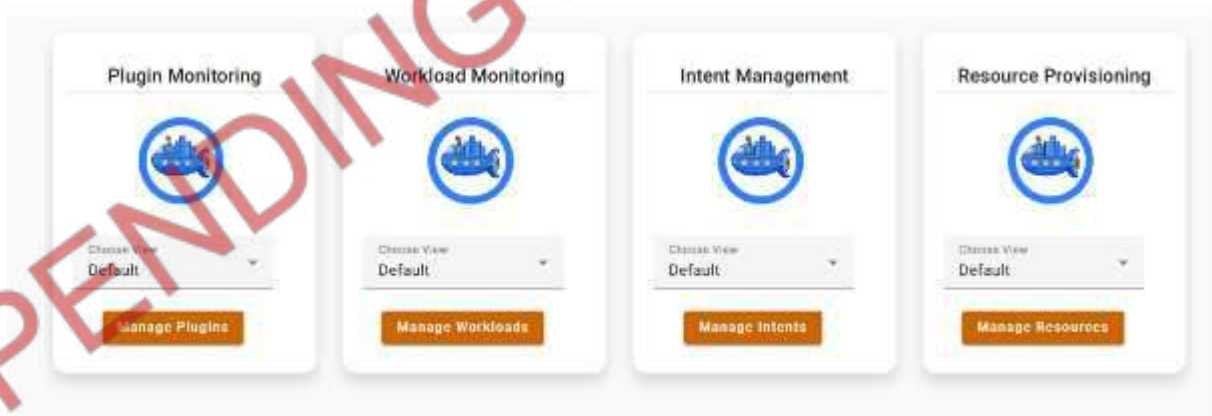 Plugin Monitoring
Workload Monitoring
Intent Management
Resource Provisioning
Choose View
Default
Choose View
Default
Choose View
Default
Choose View
Default
Manage Plugins
Manage Workloads
Manage Intents
Manage Resources
PENDING